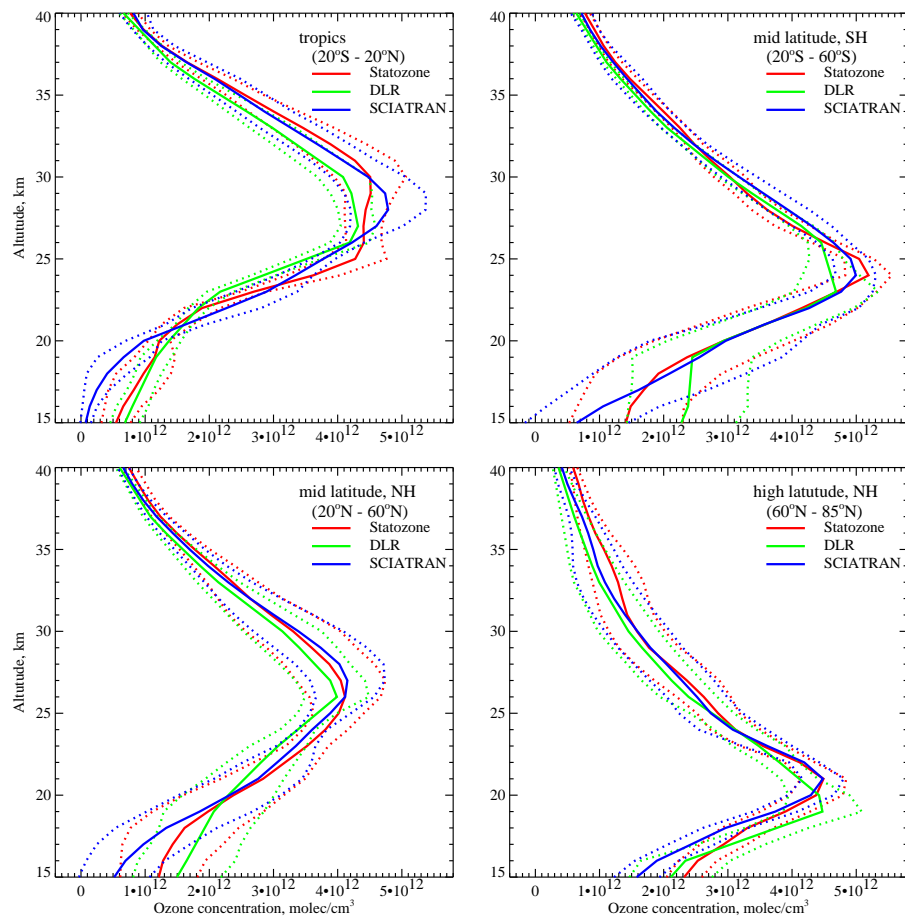 40
tropics
(20°S - 20°N)
Statozone
DLR
SCIATRAN
35
30
25
20
15
Altutude, km
0
1•10¹²
2•10¹²
3•10¹²
4•10¹²
5•10¹²
40
mid latitude, SH
(20°S - 60°S)
Statozone
DLR
SCIATRAN
35
30
25
20
15
0
1•10¹²
2•10¹²
3•10¹²
4•10¹²
5•10¹²
40
mid latitude, NH
(20°N - 60°N)
Statozone
DLR
SCIATRAN
35
30
25
20
15
Altutude, km
0
1•10¹²
2•10¹²
3•10¹²
4•10¹²
5•10¹²
Ozone concentration, molec/cm³
40
high latutude, NH
(60°N - 85°N)
Statozone
DLR
SCIATRAN
35
30
25
20
15
0
1•10¹²
2•10¹²
3•10¹²
4•10¹²
5•10¹²
Ozone concentration, molec/cm³